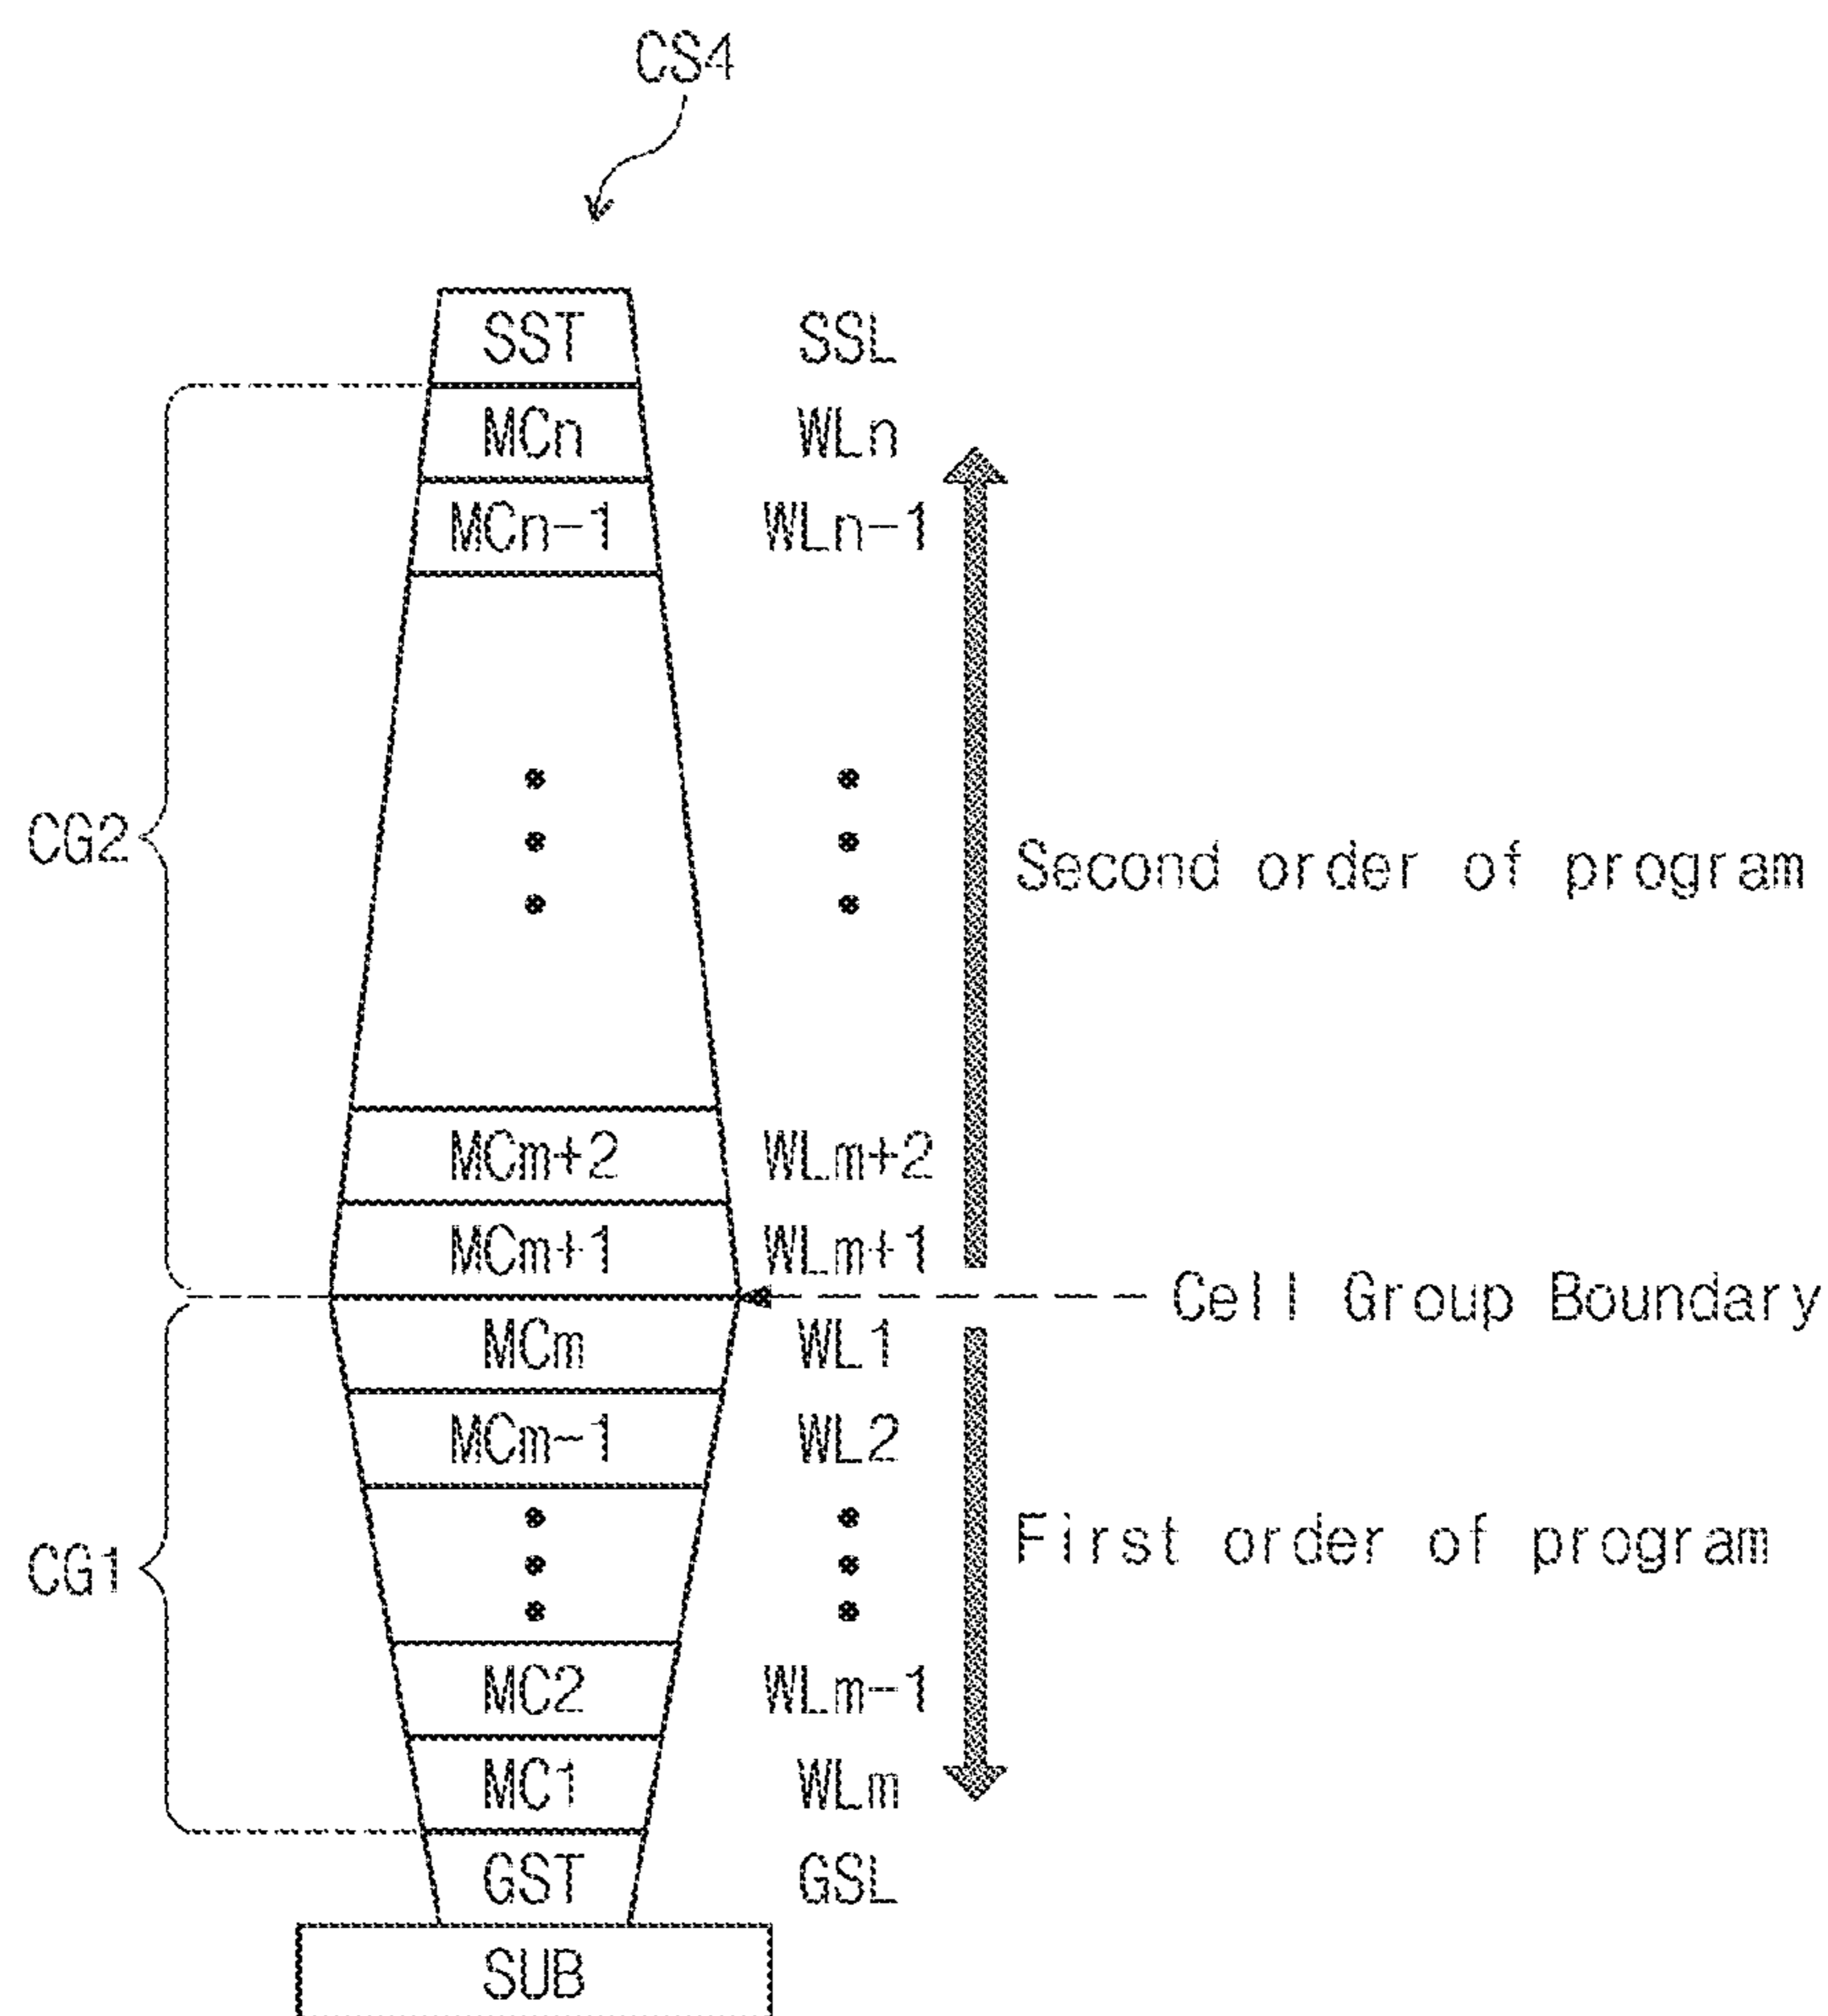 CS4
SST SSL
MCn WLn
MCn-1 WLn-1
CG2
Second order of program
MCm+2 WLm+2
MCm+1 WLm+1
Cell Group Boundary
MCm WL1
MCm-1 WL2
CG1
First order of program
MC2 WLm-1
MC1 WLm
GST GSL
SUB